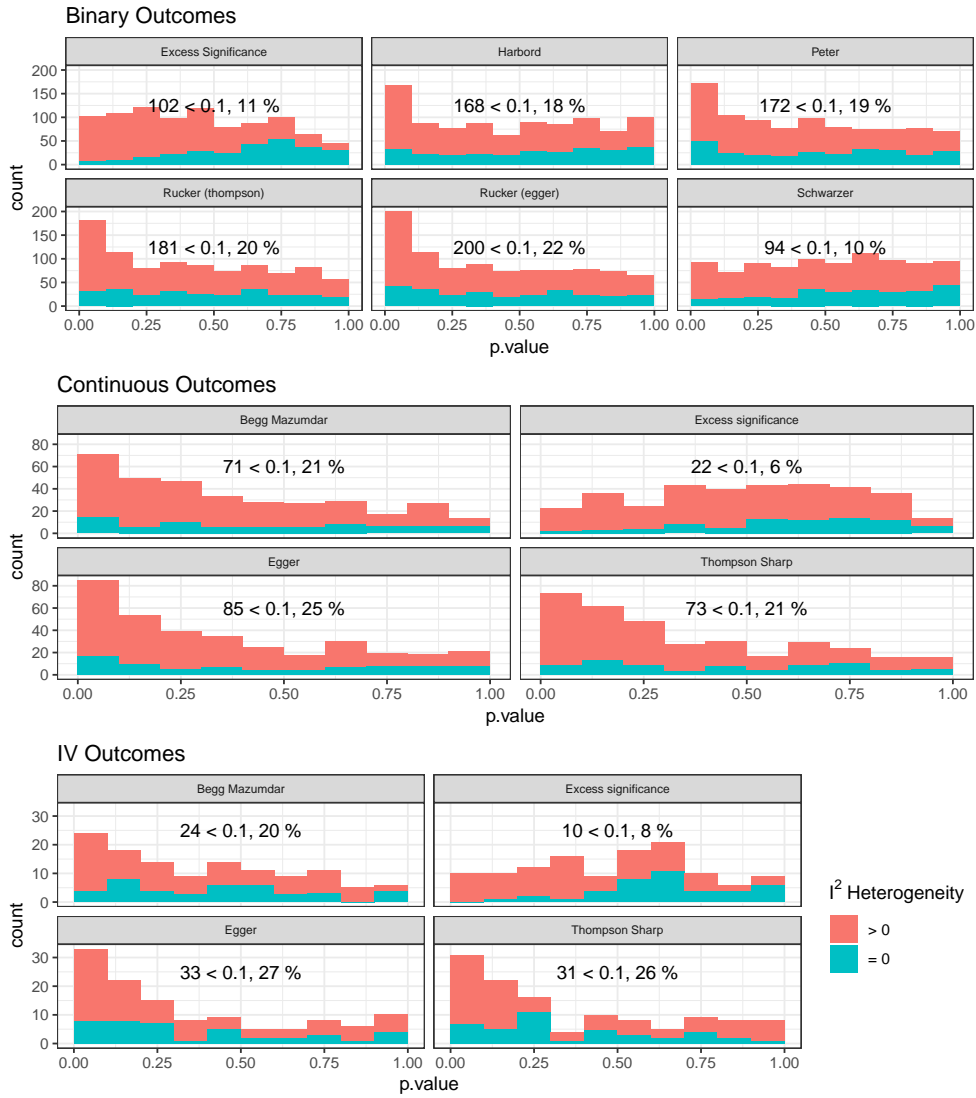 Binary Outcomes
Excess Significance
Harbord
Peter
200
150
100
50
0
102 < 0.1, 11 %
168 < 0.1, 18 %
172 < 0.1, 19 %
count
Rucker (thompson)
Rucker (egger)
Schwarzer
200
150
100
50
0
181 < 0.1, 20 %
200 < 0.1, 22 %
94 < 0.1, 10 %
0.00 0.25 0.50 0.75 1.00
0.00 0.25 0.50 0.75 1.00
0.00 0.25 0.50 0.75 1.00
p.value
Continuous Outcomes
Begg Mazumdar
Excess significance
80
60
40
20
0
71 < 0.1, 21 %
22 < 0.1, 6 %
count
Egger
Thompson Sharp
80
60
40
20
0
85 < 0.1, 25 %
73 < 0.1, 21 %
0.00 0.25 0.50 0.75 1.00
0.00 0.25 0.50 0.75 1.00
p.value
IV Outcomes
Begg Mazumdar
Excess significance
30
20
10
0
24 < 0.1, 20 %
10 < 0.1, 8 %
count
Egger
Thompson Sharp
30
20
10
0
33 < 0.1, 27 %
31 < 0.1, 26 %
0.00 0.25 0.50 0.75 1.00
0.00 0.25 0.50 0.75 1.00
p.value
I² Heterogeneity
> 0
= 0